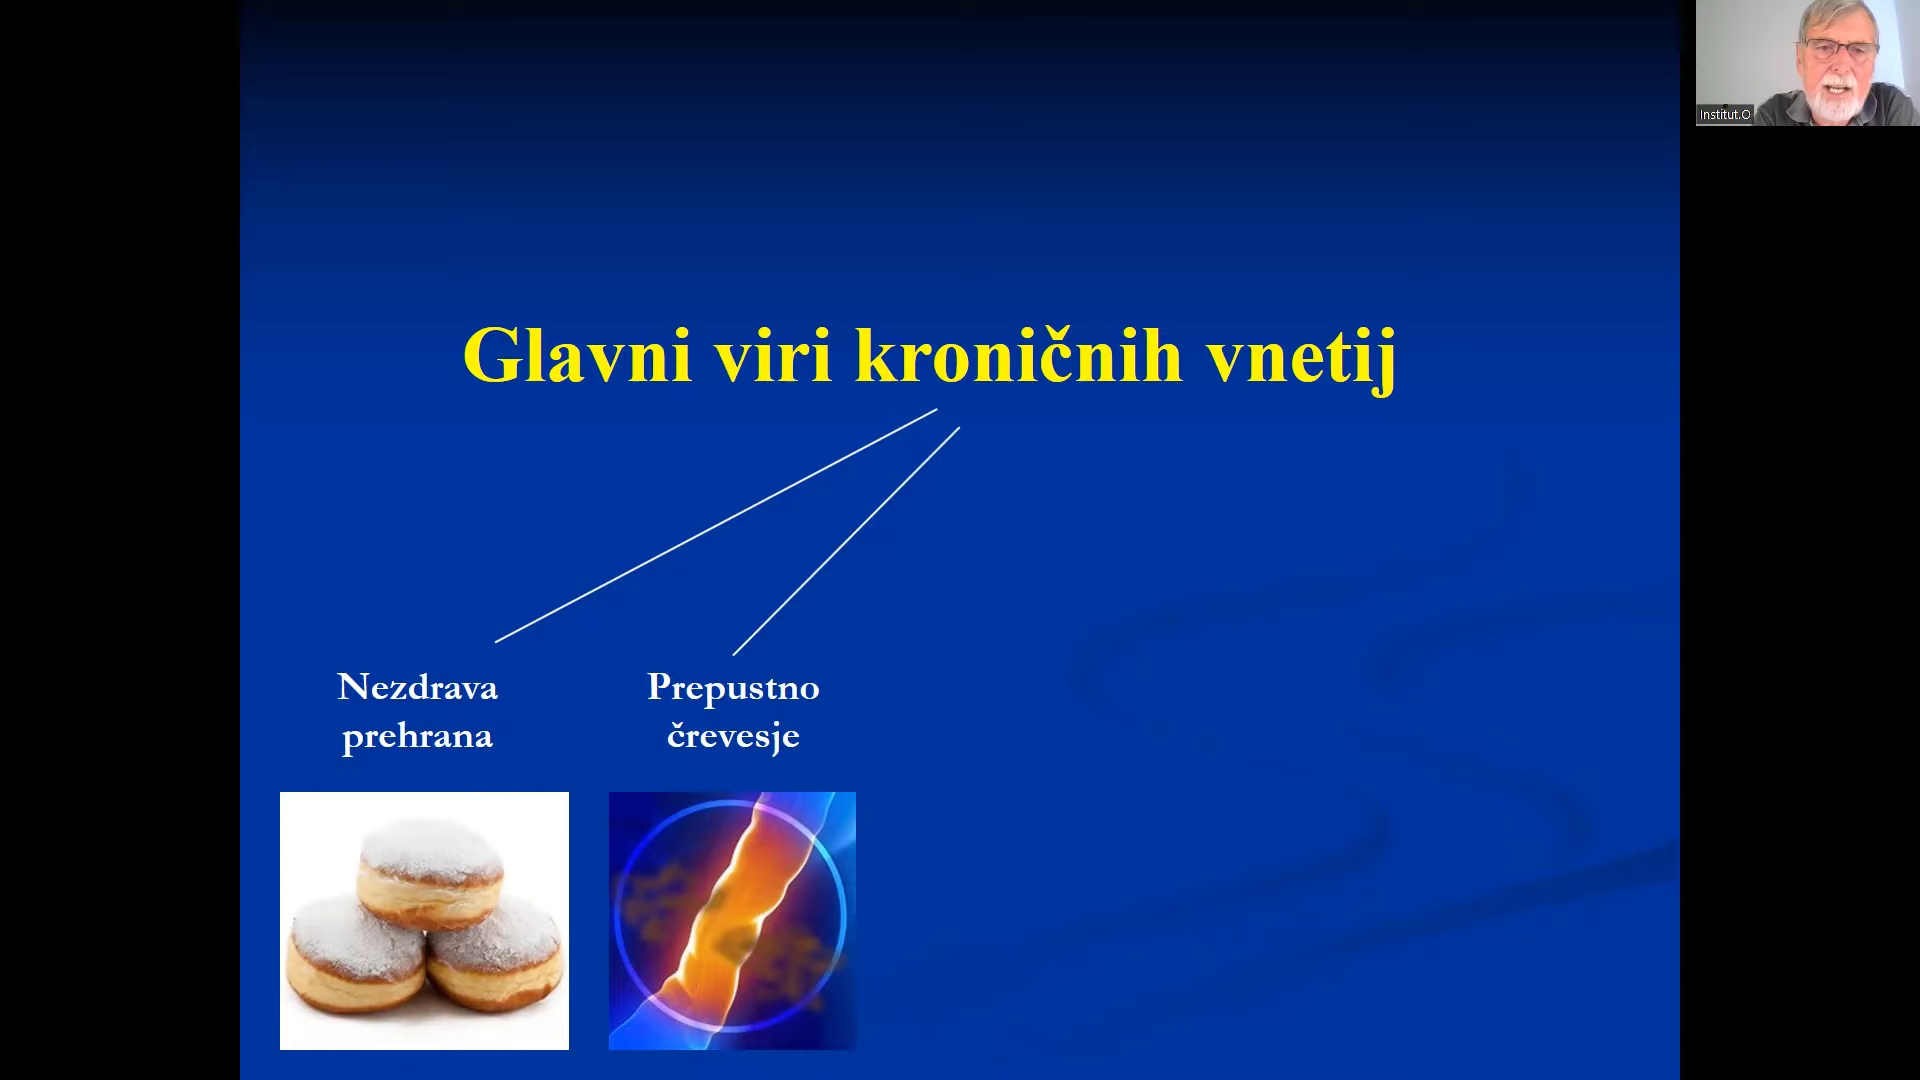 Institut.O
Glavni viri kroničnih vnetij
Nezdrava
prehrana
Prepustno
črevesje